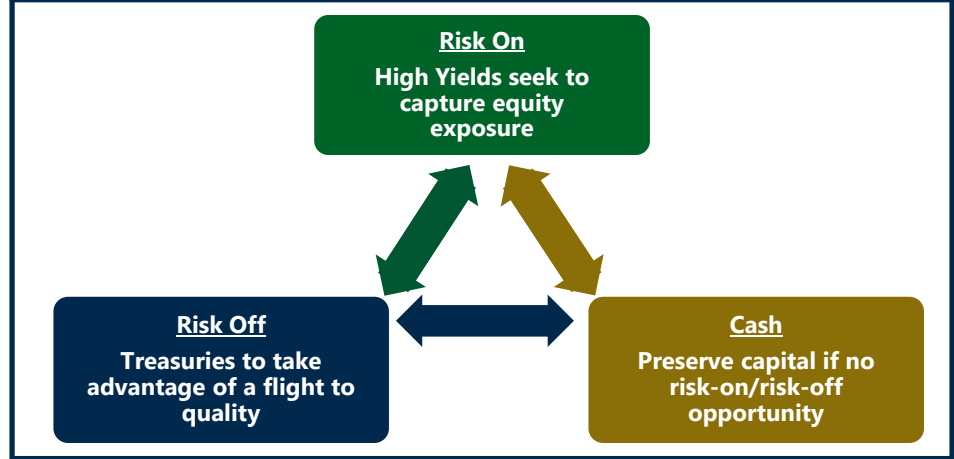 Risk On
High Yields seek to
capture equity
exposure
Risk Off
Treasuries to take
advantage of a flight to
quality
Cash
Preserve capital if no
risk-on/risk-off
opportunity